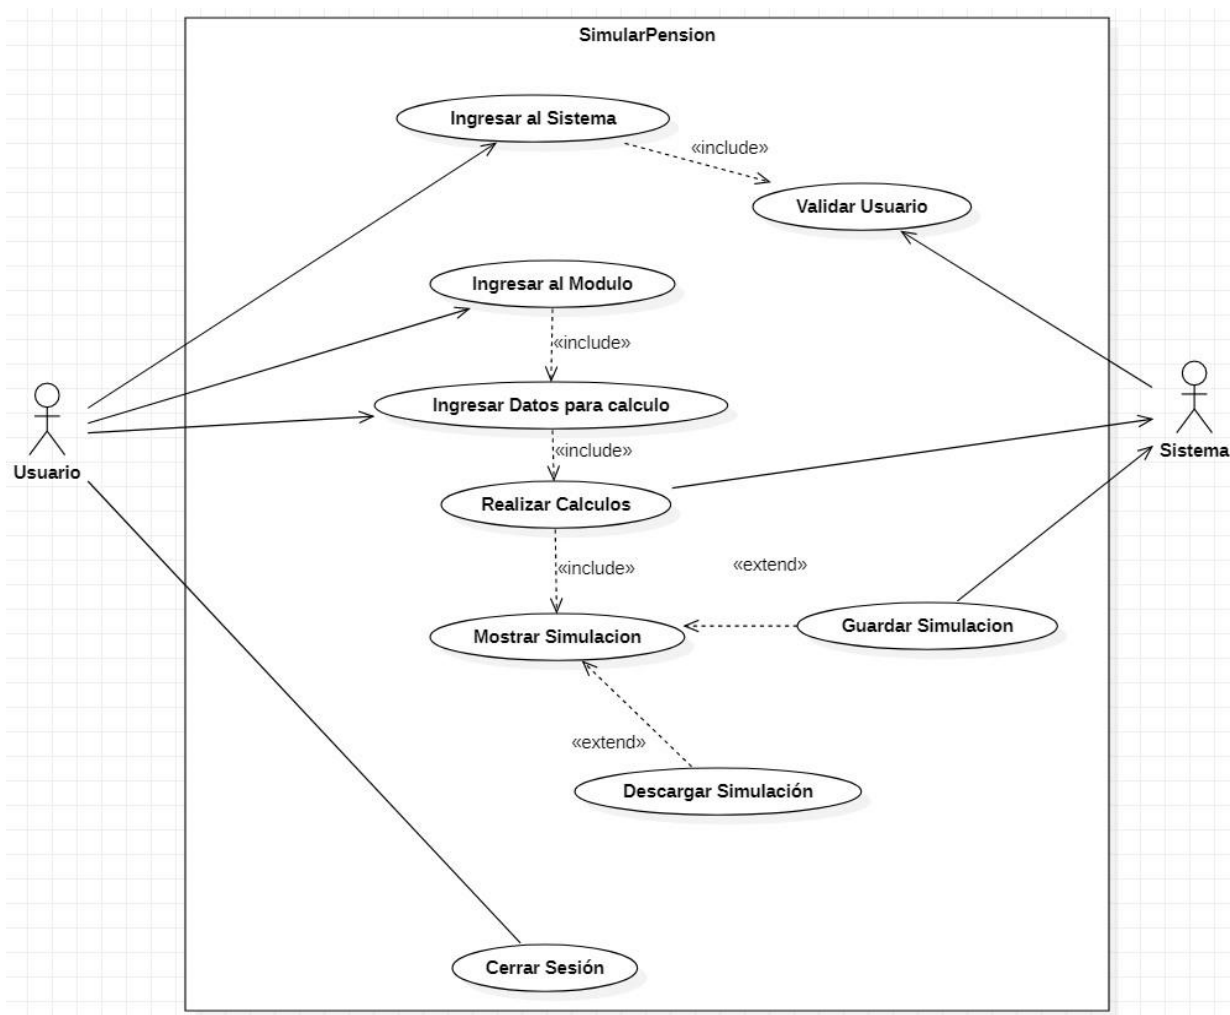 SimularPension
Ingresar al Sistema
«include»
Validar Usuario
Ingresar al Modulo
«include»
Ingresar Datos para calculo
«include»
Usuario
Sistema
Realizar Calculos
«include»
«extend»
Mostrar Simulacion
Guardar Simulacion
«extend»
Descargar Simulación
Cerrar Sesión